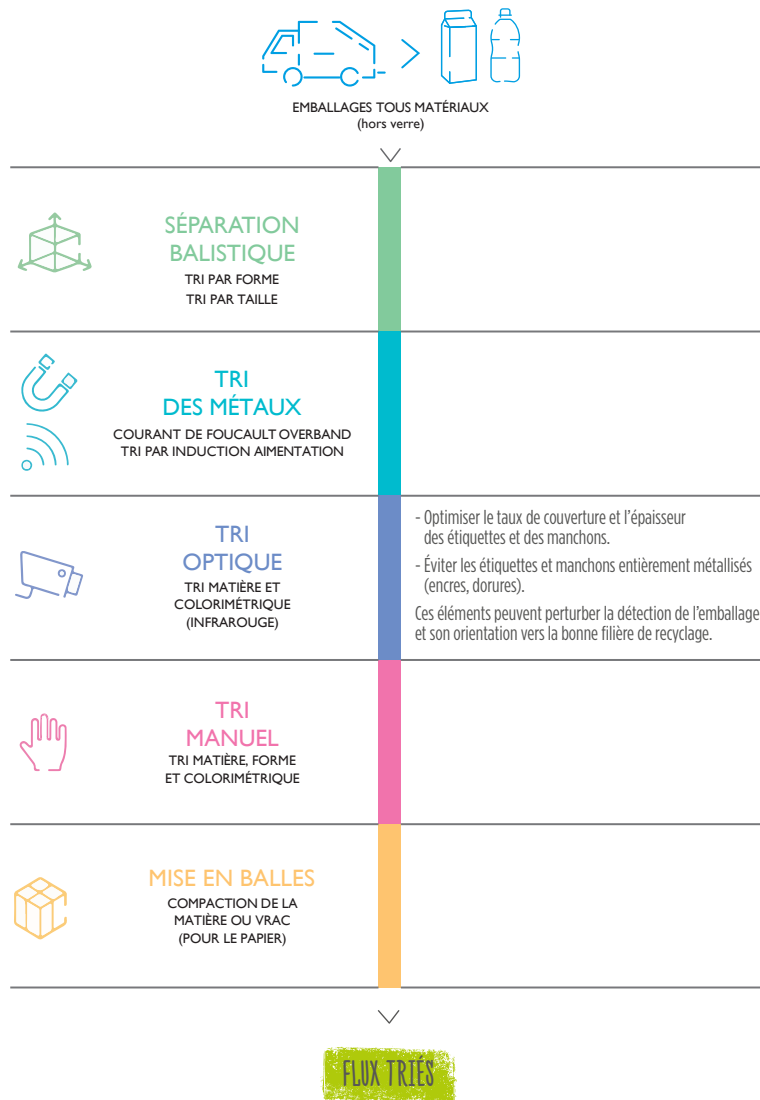 EMBALLAGES TOUS MATÉRIAUX
(hors verre)
SÉPARATION
BALISTIQUE
TRI PAR FORME
TRI PAR TAILLE
TRI
DES MÉTAUX
COURANT DE FOUCAULT OVERBAND
TRI PAR INDUCTION AIMENTATION
TRI
OPTIQUE
TRI MATIÈRE ET
COLORIMÉTRIQUE
(INFRAROUGE)
- Optimiser le taux de couverture et l’épaisseur
des étiquettes et des manchons.
- Éviter les étiquettes et manchons entièrement métallisés
(encres, dorures).
Ces éléments peuvent perturber la détection de l’emballage
et son orientation vers la bonne filière de recyclage.
TRI
MANUEL
TRI MATIÈRE, FORME
ET COLORIMÉTRIQUE
MISE EN BALLES
COMPACTION DE LA
MATIÈRE OU VRAC
(POUR LE PAPIER)
FLUX TRIÉS